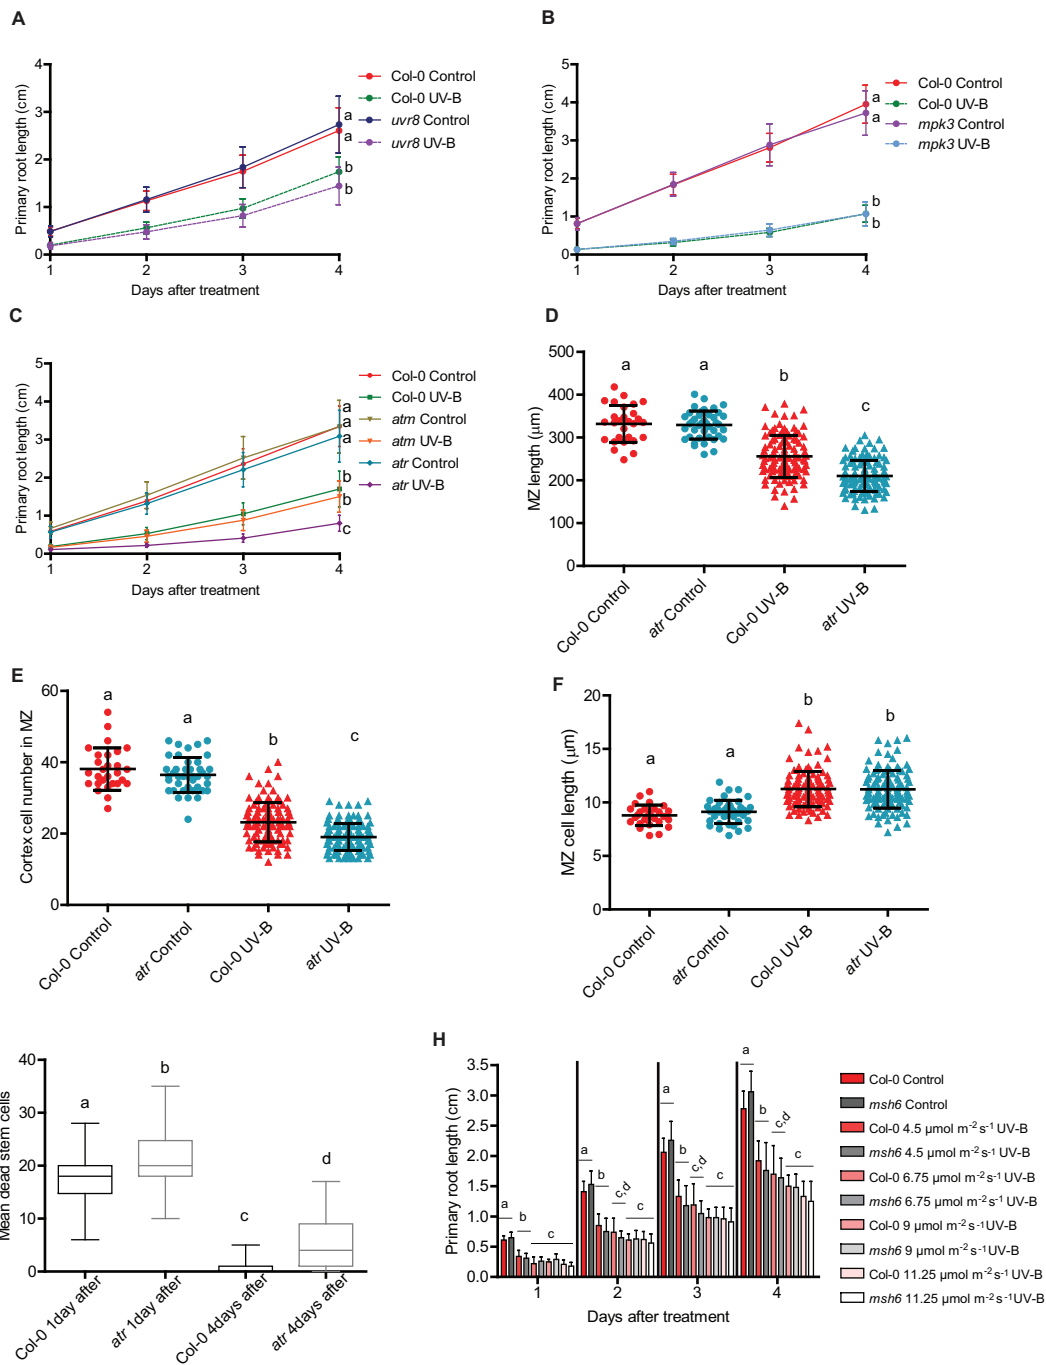 A
Primary root length (cm)
4
3
2
1
0
1 2 3 4
Days after treatment
Col-0 Control
Col-0 UV-B
uvr8 Control
uvr8 UV-B
a
a
b
b
B
Primary root length (cm)
5
4
3
2
1
0
1 2 3 4
Days after treatment
Col-0 Control
Col-0 UV-B
mpk3 Control
mpk3 UV-B
a
a
b
b
C
Primary root length (cm)
5
4
3
2
1
0
1 2 3 4
Days after treatment
Col-0 Control
Col-0 UV-B
atm Control
atm UV-B
atr Control
atr UV-B
a
a
a
b
b
c
D
MZ length (μm)
500
400
300
200
100
0
a a b c
Col-0 Control
atr Control
Col-0 UV-B
atr UV-B
E
Cortex cell number in MZ
60
40
20
0
a a b c
Col-0 Control
atr Control
Col-0 UV-B
atr UV-B
F
MZ cell length (μm)
20
15
10
5
0
a a b b
Col-0 Control
atr Control
Col-0 UV-B
atr UV-B
Mean dead stem cells
40
30
20
10
0
a b c d
Col-0 1day after
atr 1day after
Col-0 4days after
atr 4days after
H
Primary root length (cm)
3.5
3.0
2.5
2.0
1.5
1.0
0.5
0.0
a b c
a b c,d c
a b c,d c
a b c,d c
1 2 3 4
Days after treatment
Col-0 Control
msh6 Control
Col-0 4.5 μmol m⁻² s⁻¹ UV-B
msh6 4.5 μmol m⁻² s⁻¹ UV-B
Col-0 6.75 μmol m⁻² s⁻¹ UV-B
msh6 6.75 μmol m⁻² s⁻¹ UV-B
Col-0 9 μmol m⁻² s⁻¹ UV-B
msh6 9 μmol m⁻² s⁻¹ UV-B
Col-0 11.25 μmol m⁻² s⁻¹ UV-B
msh6 11.25 μmol m⁻² s⁻¹UV-B